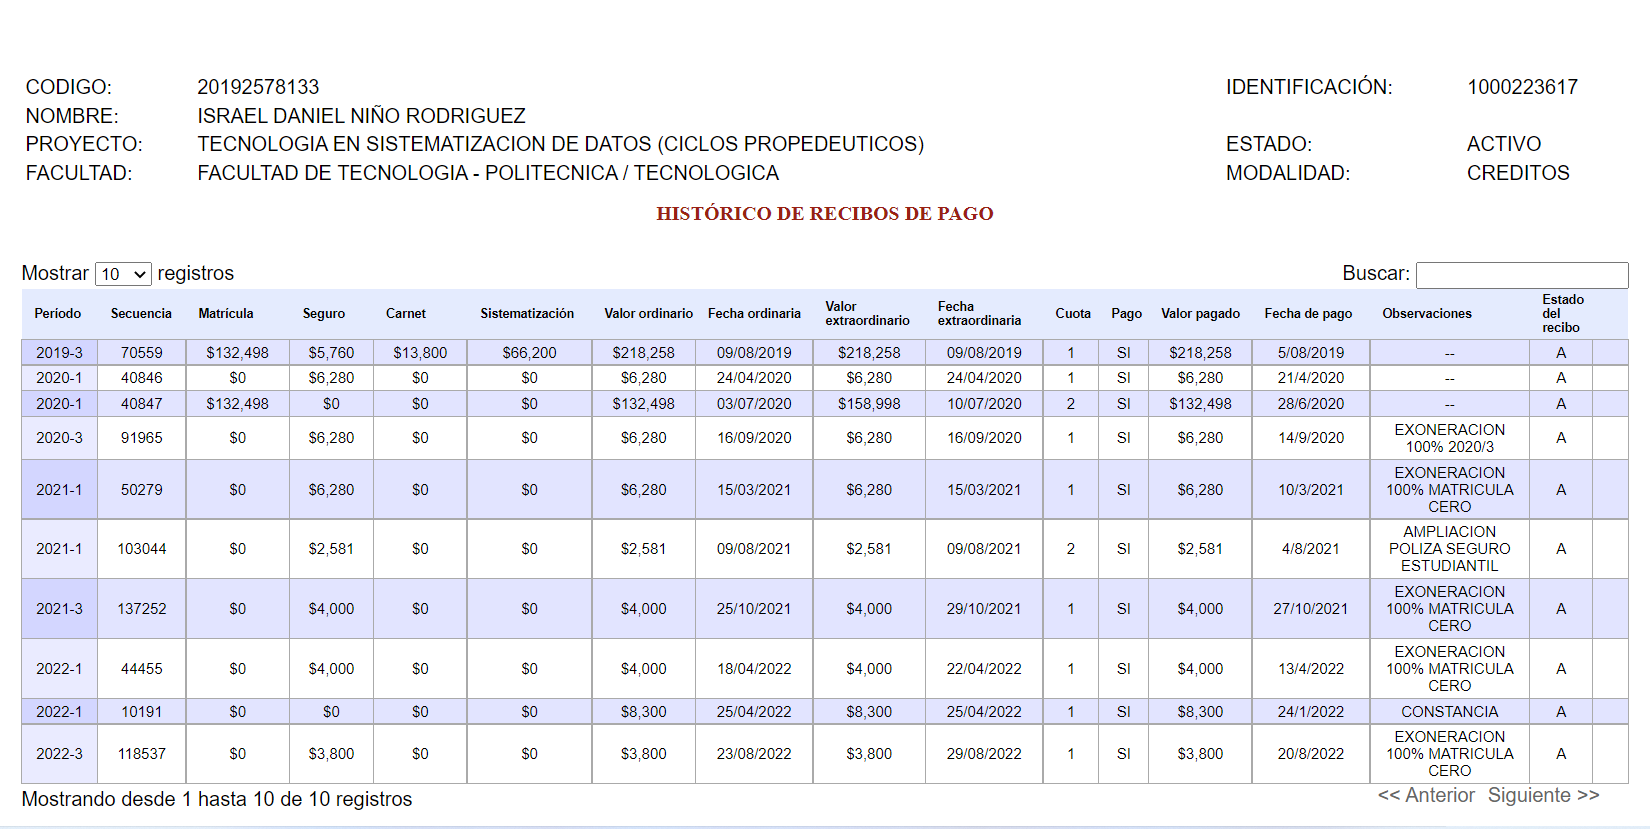 CODIGO: 20192578133 IDENTIFICACIÓN: 1000223617
NOMBRE: ISRAEL DANIEL NIÑO RODRIGUEZ
PROYECTO: TECNOLOGIA EN SISTEMATIZACION DE DATOS (CICLOS PROPEDEUTICOS) ESTADO: ACTIVO
FACULTAD: FACULTAD DE TECNOLOGIA - POLITECNICA / TECNOLOGICA MODALIDAD: CREDITOS
HISTÓRICO DE RECIBOS DE PAGO
Mostrar 10 registros Buscar:
Período Secuencia Matrícula Seguro Carnet Sistematización Valor ordinario Fecha ordinaria Valor extraordinario Fecha extraordinaria Cuota Pago Valor pagado Fecha de pago Observaciones Estado del recibo
2019-3 70559 $132,498 $5,760 $13,800 $66,200 $218,258 09/08/2019 $218,258 09/08/2019 1 SI $218,258 5/08/2019 -- A
2020-1 40846 $0 $6,280 $0 $0 $6,280 24/04/2020 $6,280 24/04/2020 1 SI $6,280 21/4/2020 -- A
2020-1 40847 $132,498 $0 $0 $0 $132,498 03/07/2020 $158,998 10/07/2020 2 SI $132,498 28/6/2020 -- A
2020-3 91965 $0 $6,280 $0 $0 $6,280 16/09/2020 $6,280 16/09/2020 1 SI $6,280 14/9/2020 EXONERACION 100% 2020/3 A
2021-1 50279 $0 $6,280 $0 $0 $6,280 15/03/2021 $6,280 15/03/2021 1 SI $6,280 10/3/2021 EXONERACION 100% MATRICULA CERO A
2021-1 103044 $0 $2,581 $0 $0 $2,581 09/08/2021 $2,581 09/08/2021 2 SI $2,581 4/8/2021 AMPLIACION POLIZA SEGURO ESTUDIANTIL A
2021-3 137252 $0 $4,000 $0 $0 $4,000 25/10/2021 $4,000 29/10/2021 1 SI $4,000 27/10/2021 EXONERACION 100% MATRICULA CERO A
2022-1 44455 $0 $4,000 $0 $0 $4,000 18/04/2022 $4,000 22/04/2022 1 SI $4,000 13/4/2022 EXONERACION 100% MATRICULA CERO A
2022-1 10191 $0 $0 $0 $0 $8,300 25/04/2022 $8,300 25/04/2022 1 SI $8,300 24/1/2022 CONSTANCIA A
2022-3 118537 $0 $3,800 $0 $0 $3,800 23/08/2022 $3,800 29/08/2022 1 SI $3,800 20/8/2022 EXONERACION 100% MATRICULA CERO A
Mostrando desde 1 hasta 10 de 10 registros << Anterior Siguiente >>